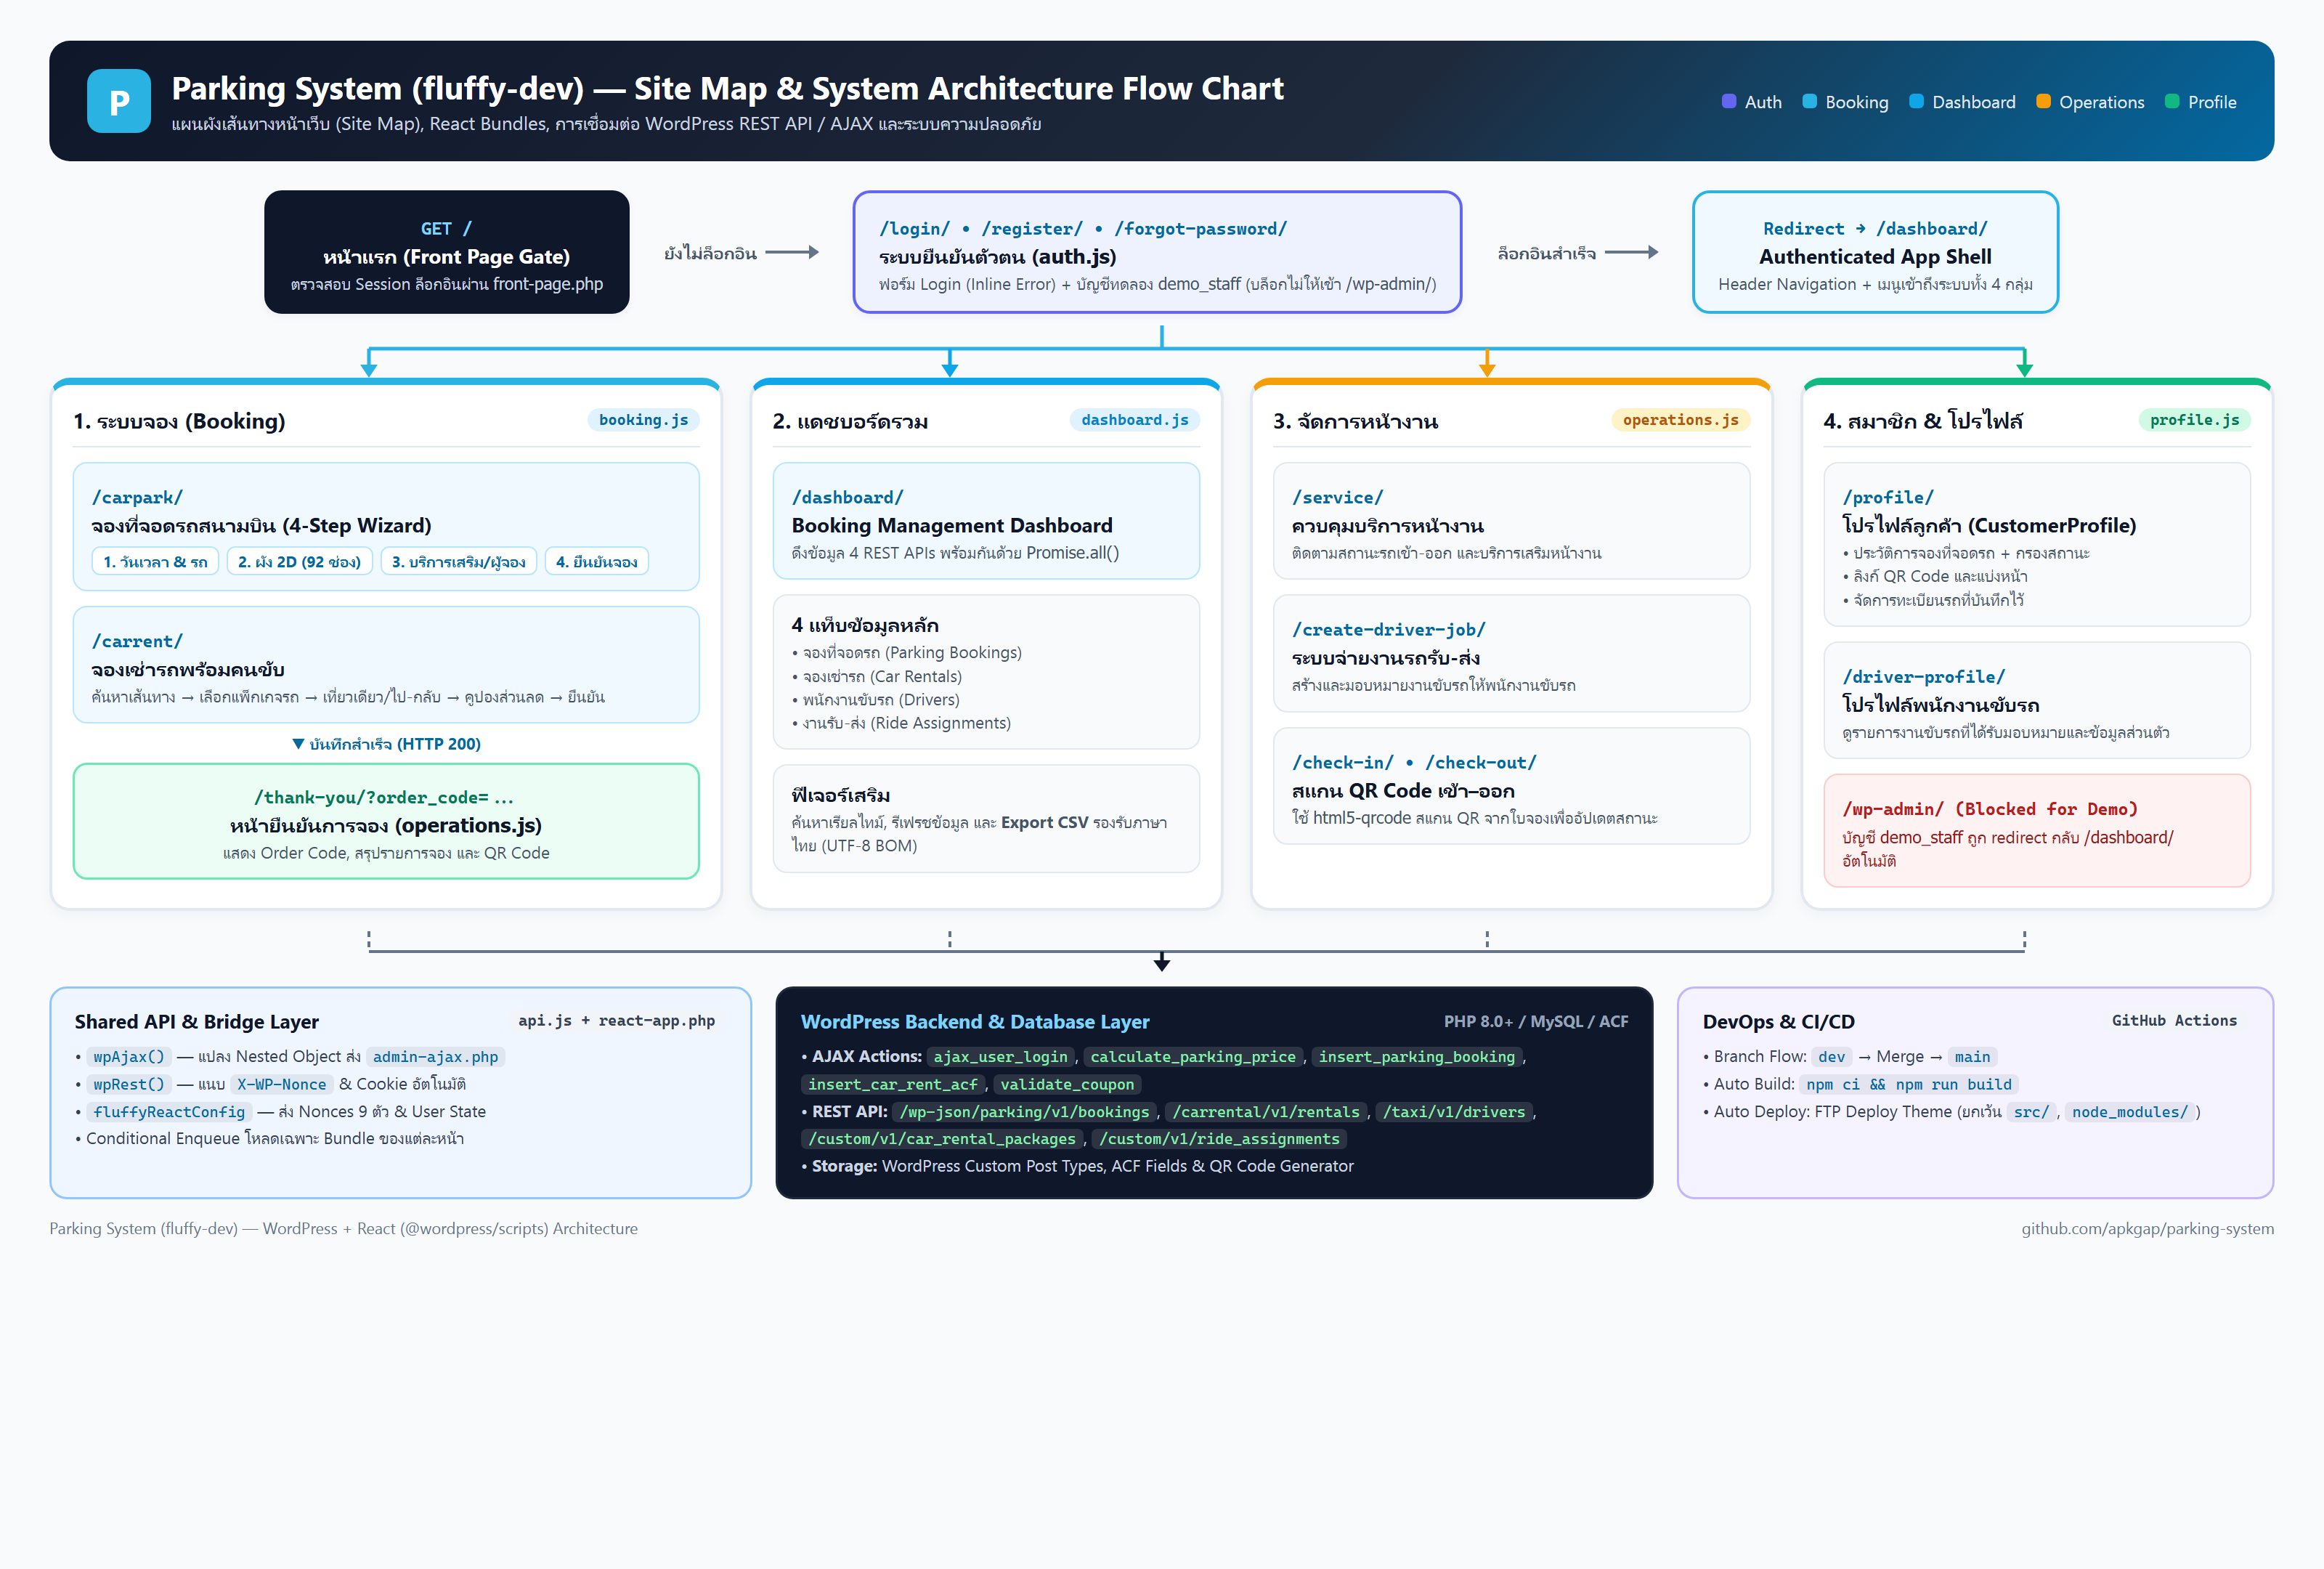 P
Parking System (fluffy-dev) — Site Map & System Architecture Flow Chart
แผนผังเส้นทางหน้าเว็บ (Site Map), React Bundles, การเชื่อมต่อ WordPress REST API / AJAX และระบบความปลอดภัย
Auth
Booking
Dashboard
Operations
Profile
GET /
หน้าแรก (Front Page Gate)
ตรวจสอบ Session ล็อกอินผ่าน front-page.php
ยังไม่ล็อกอิน
/login/ • /register/ • /forgot-password/
ระบบยืนยันตัวตน (auth.js)
ฟอร์ม Login (Inline Error) + บัญชีทดลอง demo_staff (บล็อกไม่ให้เข้า /wp-admin/)
ล็อกอินสำเร็จ
Redirect → /dashboard/
Authenticated App Shell
Header Navigation + เมนูเข้าถึงระบบทั้ง 4 กลุ่ม
1. ระบบจอง (Booking)
booking.js
/carpark/
จองที่จอดรถสนามบิน (4-Step Wizard)
1. วันเวลา & รถ
2. ผัง 2D (92 ช่อง)
3. บริการเสริม/ผู้จอง
4. ยืนยันจอง
/carrent/
จองเช่ารถพร้อมคนขับ
ค้นหาเส้นทาง → เลือกแพ็กเกจรถ → เที่ยวเดียว/ไป-กลับ → คูปองส่วนลด → ยืนยัน
▼ บันทึกสำเร็จ (HTTP 200)
/thank-you/?order_code=...
หน้ายืนยันการจอง (operations.js)
แสดง Order Code, สรุปรายการจอง และ QR Code
2. แดชบอร์ดรวม
dashboard.js
/dashboard/
Booking Management Dashboard
ดึงข้อมูล 4 REST APIs พร้อมกันด้วย Promise.all()
4 แท็บข้อมูลหลัก
• จองที่จอดรถ (Parking Bookings)
• จองเช่ารถ (Car Rentals)
• พนักงานขับรถ (Drivers)
• งานรับ-ส่ง (Ride Assignments)
ฟีเจอร์เสริม
ค้นหาเรียลไทม์, รีเฟรชข้อมูล และ Export CSV รองรับภาษา
ไทย (UTF-8 BOM)
3. จัดการหน้างาน
operations.js
/service/
ควบคุมบริการหน้างาน
ติดตามสถานะรถเข้า-ออก และบริการเสริมหน้างาน
/create-driver-job/
ระบบจ่ายงานรถรับ-ส่ง
สร้างและมอบหมายงานขับรถให้พนักงานขับรถ
/check-in/ • /check-out/
สแกน QR Code เข้า–ออก
ใช้ html5-qrcode สแกน QR จากใบจองเพื่ออัปเดตสถานะ
4. สมาชิก & โปรไฟล์
profile.js
/profile/
โปรไฟล์ลูกค้า (CustomerProfile)
• ประวัติการจองที่จอดรถ + กรองสถานะ
• ลิงก์ QR Code และแบ่งหน้า
• จัดการทะเบียนรถที่บันทึกไว้
/driver-profile/
โปรไฟล์พนักงานขับรถ
ดูรายการงานขับรถที่ได้รับมอบหมายและข้อมูลส่วนตัว
/wp-admin/ (Blocked for Demo)
บัญชี demo_staff ถูก redirect กลับ /dashboard/
อัตโนมัติ
Shared API & Bridge Layer
api.js + react-app.php
• wpAjax() — แปลง Nested Object ส่ง admin-ajax.php
• wpRest() — แนบ X-WP-Nonce & Cookie อัตโนมัติ
• fluffyReactConfig — ส่ง Nonces 9 ตัว & User State
• Conditional Enqueue โหลดเฉพาะ Bundle ของแต่ละหน้า
WordPress Backend & Database Layer
PHP 8.0+ / MySQL / ACF
• AJAX Actions: ajax_user_login, calculate_parking_price, insert_parking_booking,
insert_car_rent_acf, validate_coupon
• REST API: /wp-json/parking/v1/bookings, /carrental/v1/rentals, /taxi/v1/drivers,
/custom/v1/car_rental_packages, /custom/v1/ride_assignments
• Storage: WordPress Custom Post Types, ACF Fields & QR Code Generator
DevOps & CI/CD
GitHub Actions
• Branch Flow: dev → Merge → main
• Auto Build: npm ci && npm run build
• Auto Deploy: FTP Deploy Theme (ยกเว้น src/, node_modules/)
Parking System (fluffy-dev) — WordPress + React (@wordpress/scripts) Architecture
github.com/apkgap/parking-system